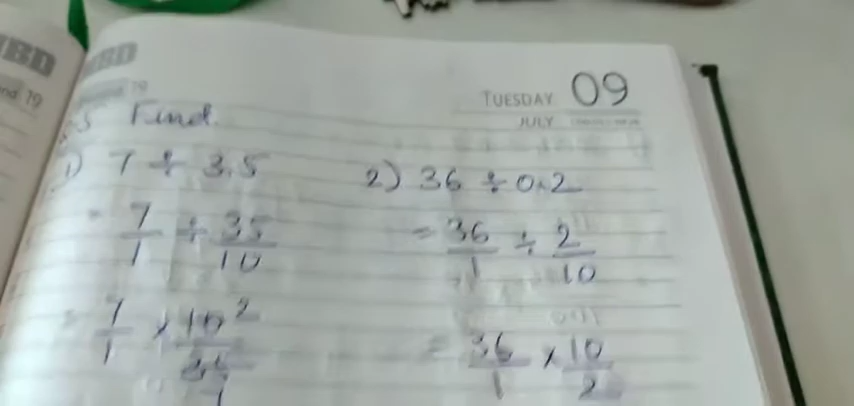 TUESDAY 09
JULY
Find
1) 7 ÷ 3.5
= 7/1 ÷ 35/10
= 7/1 × 10/35 2
2) 36 ÷ 0.2
= 36/1 ÷ 2/10
= 36/1 × 10/2